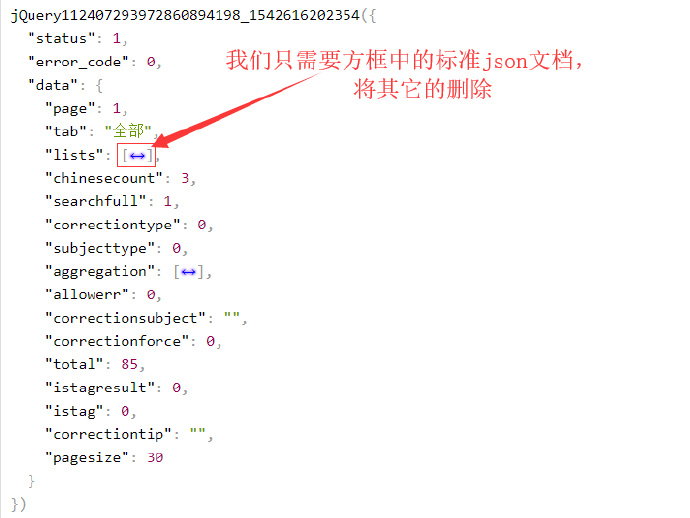 jQuery112407293972860894198_1542616202354({
"status": 1,
"error_code": 0,
我们只需要方框中的标准json文档，
将其它的删除
"data": {
"page": 1,
"tab": "全部",
"lists": [↔],
"chinesecount": 3,
"searchfull": 1,
"correctiontype": 0,
"subjecttype": 0,
"aggregation": [↔],
"allowerr": 0,
"correctionsubject": "",
"correctionforce": 0,
"total": 85,
"istagresult": 0,
"istag": 0,
"correctiontip": "",
"pagesize": 30
}
})